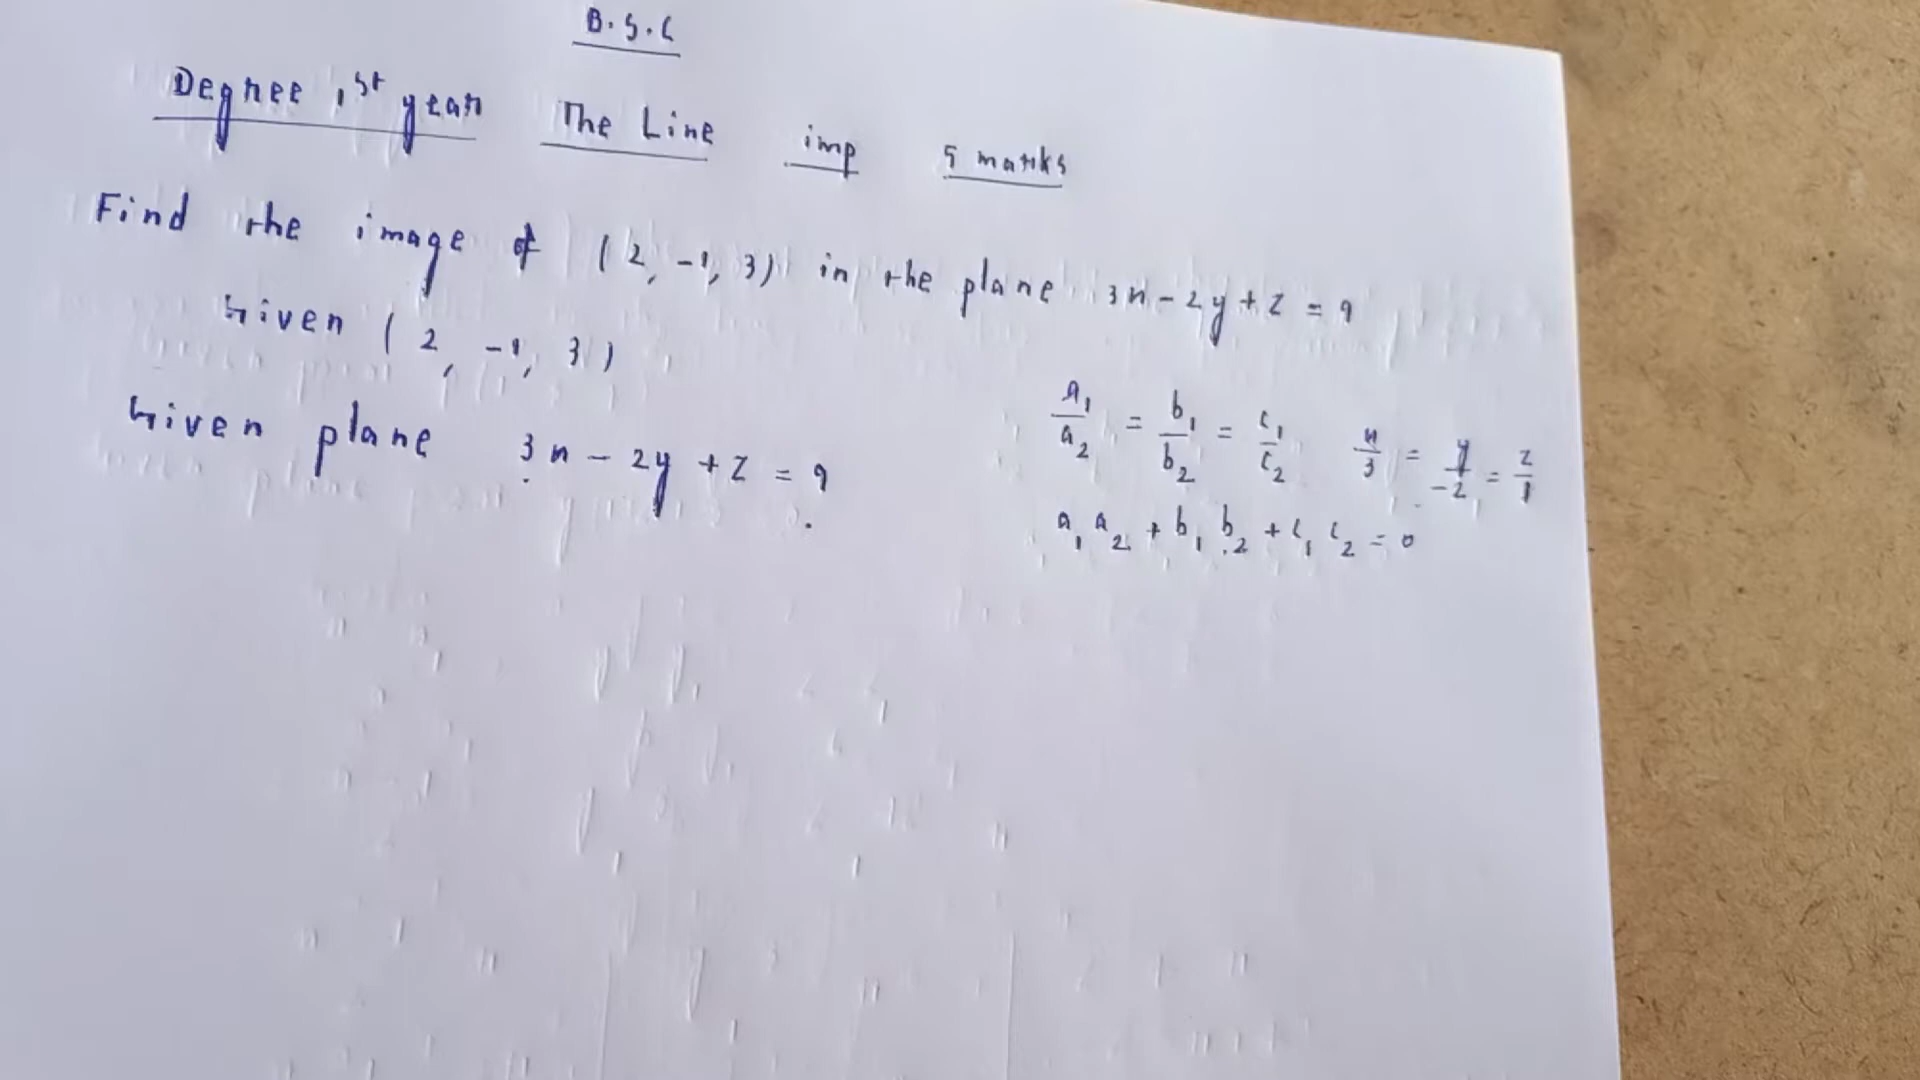 B.S.C
Degree 1st year The Line imp 5 marks
Find the image of (2, -1, 3) in the plane 3x - 2y + z = 9
Given (2, -1, 3)
Given plane 3x - 2y + z = 9
a₁/a₂ = b₁/b₂ = c₁/c₂ x/3 = y/-2 = z/1
a₁a₂ + b₁b₂ + c₁c₂ = 0